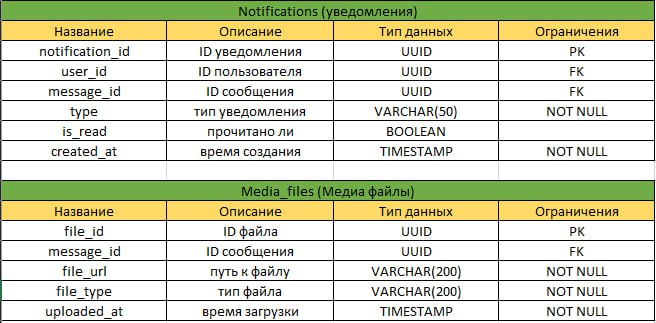 Notifications (уведомления)
Название Описание Тип данных Ограничения
notification_id ID уведомления UUID PK
user_id ID пользователя UUID FK
message_id ID сообщения UUID FK
type тип уведомления VARCHAR(50) NOT NULL
is_read прочитано ли BOOLEAN
created_at время создания TIMESTAMP NOT NULL
Media_files (Медиа файлы)
Название Описание Тип данных Ограничения
file_id ID файла UUID PK
message_id ID сообщения UUID FK
file_url путь к файлу VARCHAR(200) NOT NULL
file_type тип файла VARCHAR(200) NOT NULL
uploaded_at время загрузки TIMESTAMP NOT NULL